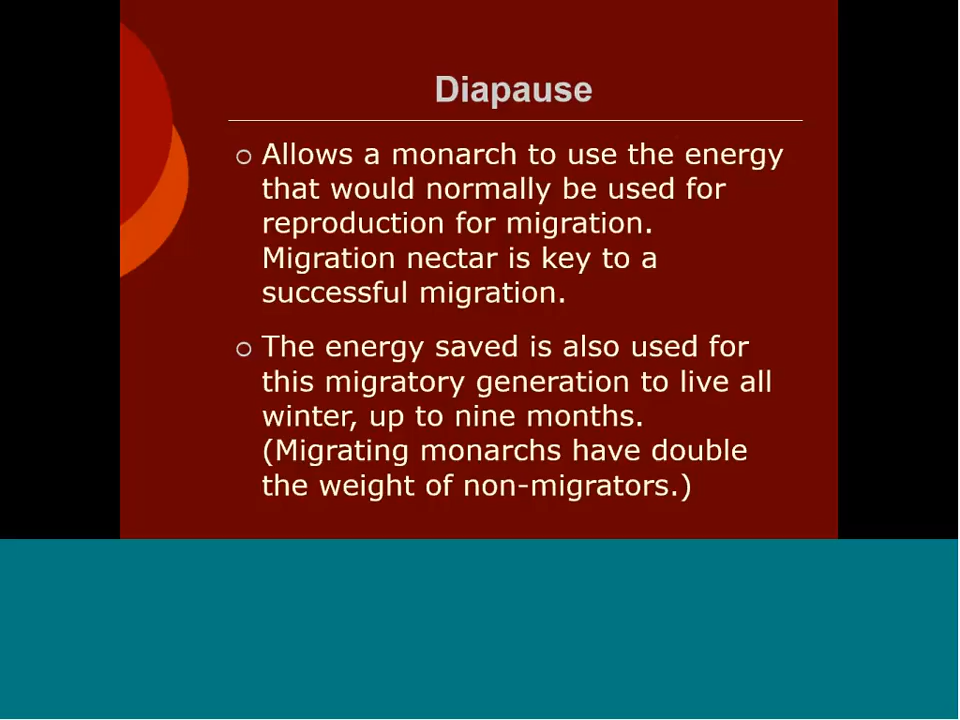 Diapause
Allows a monarch to use the energy
that would normally be used for
reproduction for migration.
Migration nectar is key to a
successful migration.
The energy saved is also used for
this migratory generation to live all
winter, up to nine months.
(Migrating monarchs have double
the weight of non-migrators.)